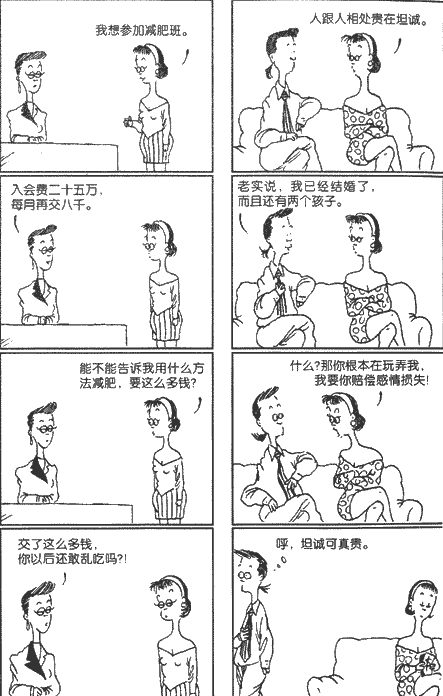 我想参加减肥班。
入会费二十五万，
每月再交八千。
能不能告诉我用什么方
法减肥，要这么多钱？
交了这么多钱，
你以后还敢乱吃吗?!
人跟人相处贵在坦诚。
老实说，我已经结婚了，
而且还有两个孩子。
什么?那你根本在玩弄我，
我要你赔偿感情损失!
呼，坦诚可真贵。